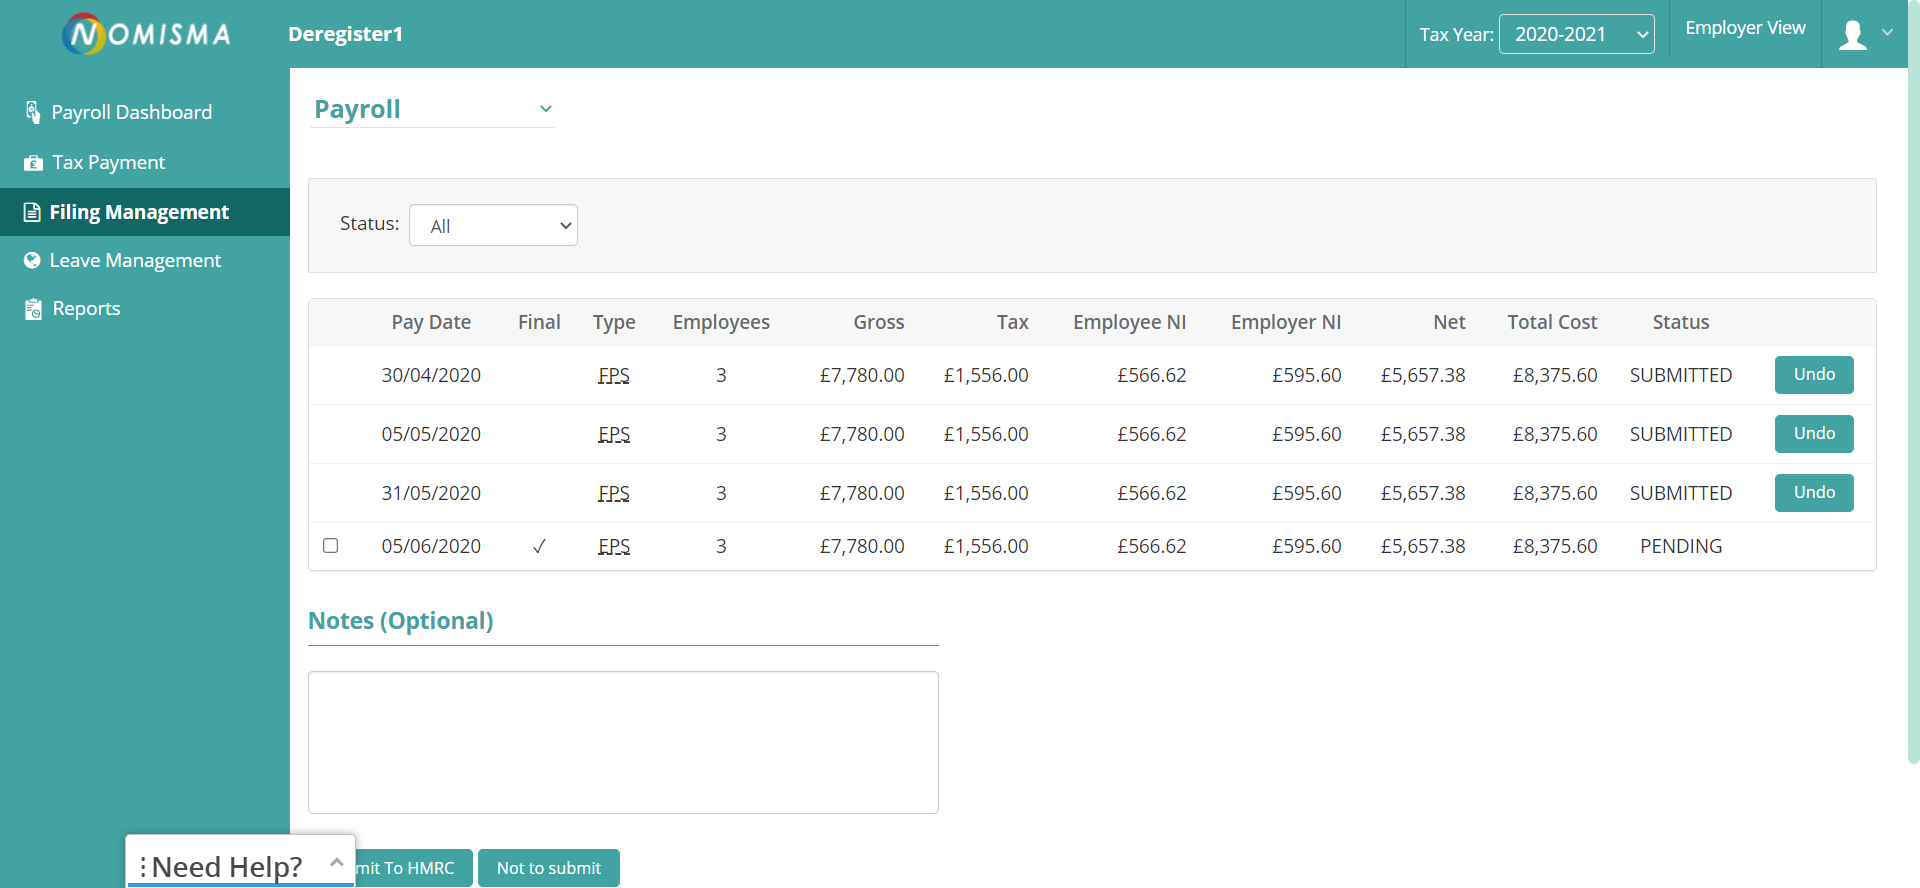 NOMISMA
Deregister1
Tax Year: 2020-2021
Employer View
Payroll Dashboard
Tax Payment
Filing Management
Leave Management
Reports
Payroll
Status: All
Pay Date Final Type Employees Gross Tax Employee NI Employer NI Net Total Cost Status
30/04/2020 FPS 3 £7,780.00 £1,556.00 £566.62 £595.60 £5,657.38 £8,375.60 SUBMITTED Undo
05/05/2020 EPS 3 £7,780.00 £1,556.00 £566.62 £595.60 £5,657.38 £8,375.60 SUBMITTED Undo
31/05/2020 FPS 3 £7,780.00 £1,556.00 £566.62 £595.60 £5,657.38 £8,375.60 SUBMITTED Undo
05/06/2020 ✓ EPS 3 £7,780.00 £1,556.00 £566.62 £595.60 £5,657.38 £8,375.60 PENDING
Notes (Optional)
Need Help?
mit To HMRC
Not to submit